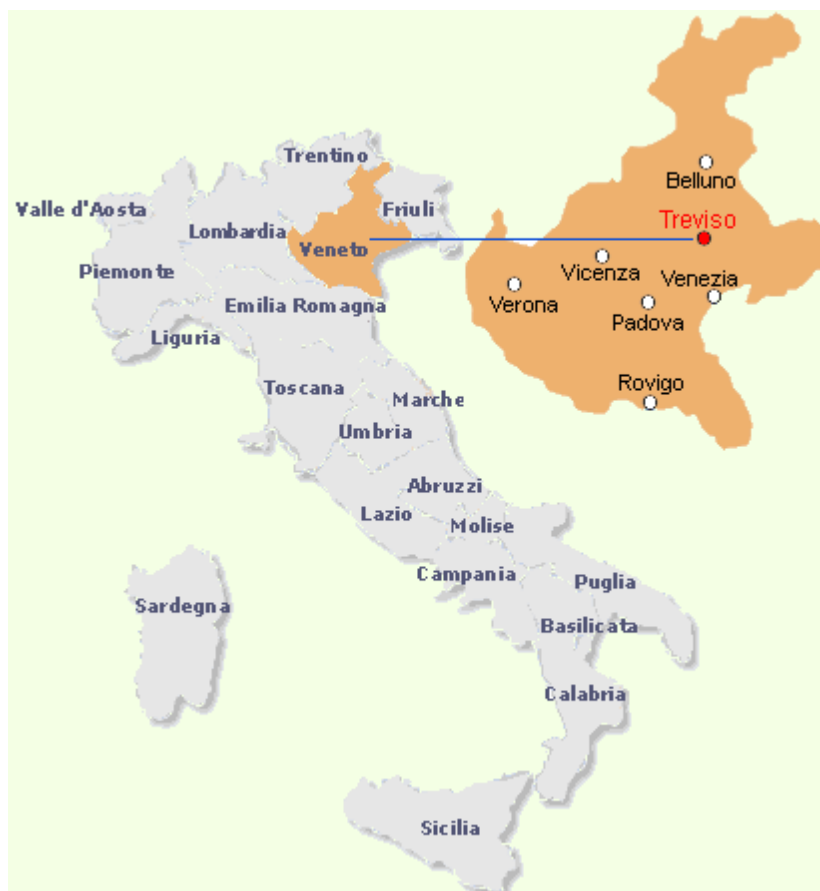 Trentino
Belluno
Valle d'Aosta
Friuli
Treviso
Lombardia
Veneto
Vicenza
Piemonte
Venezia
Verona
Emilia Romagna
Padova
Liguria
Rovigo
Toscana
Marche
Umbria
Abruzzi
Lazio
Molise
Campania
Puglia
Sardegna
Basilicata
Calabria
Sicilia